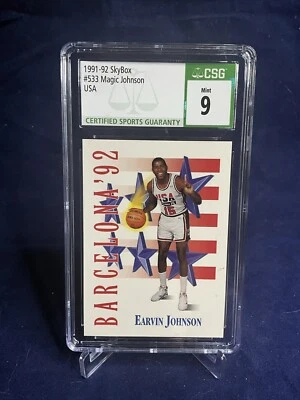 1991-92 SkyBox
#533 Magic Johnson
USA
CSG
Mint
9
CERTIFIED SPORTS GUARANTY
BARCELONA '92
USA
15
EARVIN JOHNSON